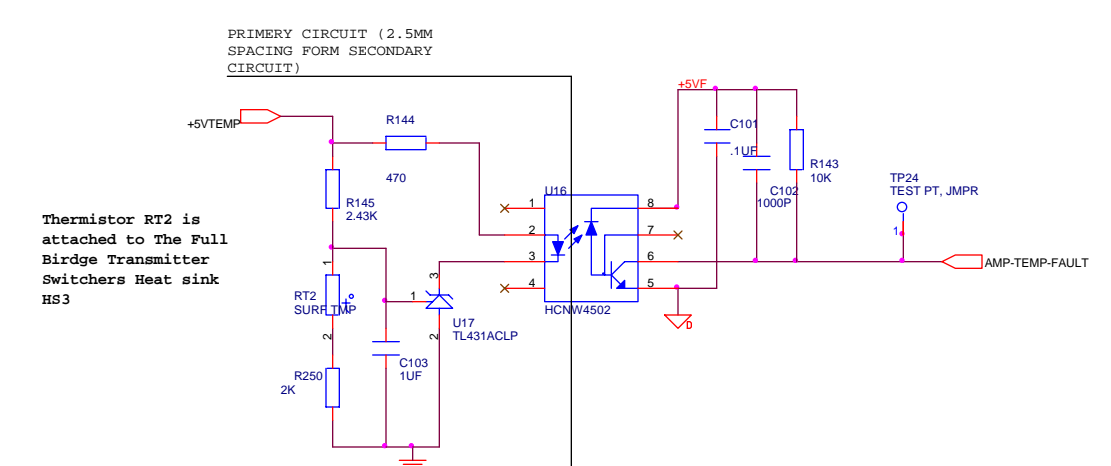 PRIMERY CIRCUIT (2.5MM
SPACING FORM SECONDARY
CIRCUIT)
+5VF
+5VTEMP
R144
470
C101
.1UF
R143
10K
C102
1000P
TP24
TEST PT, JMPR
1
U16
1
2
3
4
8
7
6
5
HCNW4502
AMP-TEMP-FAULT
D
R145
2.43K
Thermistor RT2 is
attached to The Full
Birdge Transmitter
Switchers Heat sink
HS3
1
RT2
SURF TMP
+°
2
1
3
2
U17
TL431ACLP
C103
1UF
R250
2K